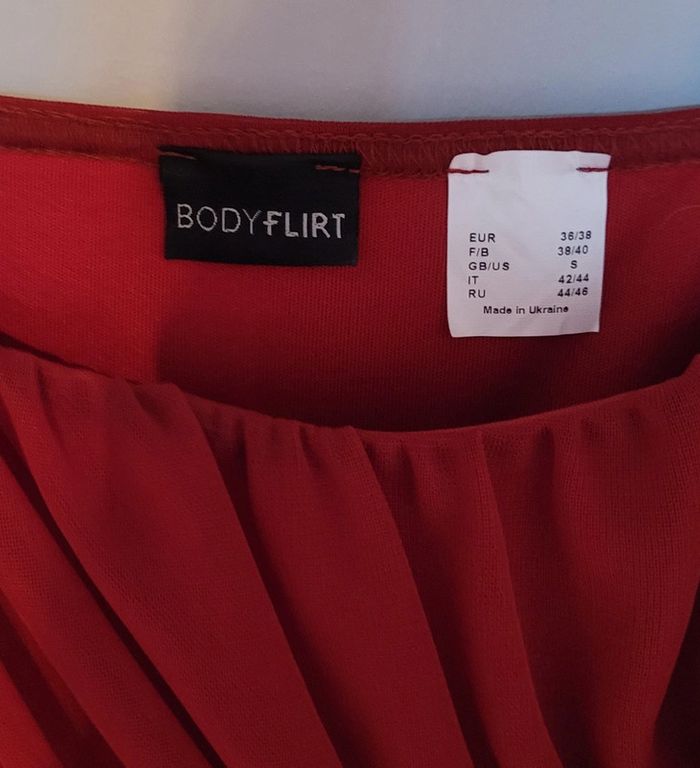 BODYFLIRT
EUR 36/38
F/B 38/40
GB/US S
IT 42/44
RU 44/46
Made in Ukraine